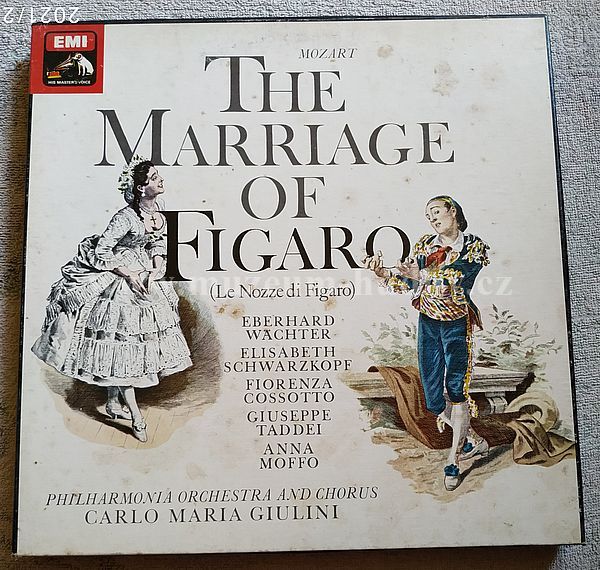 2021/2
EMI
HIS MASTER'S VOICE
MOZART
THE
MARRIAGE
OF
FIGARO
(Le Nozze di Figaro)
EBERHARD
WÄCHTER
ELISABETH
SCHWARZKOPF
FIORENZA
COSSOTTO
GIUSEPPE
TADDEI
ANNA
MOFFO
PHILHARMONIA ORCHESTRA AND CHORUS
CARLO MARIA GIULINI